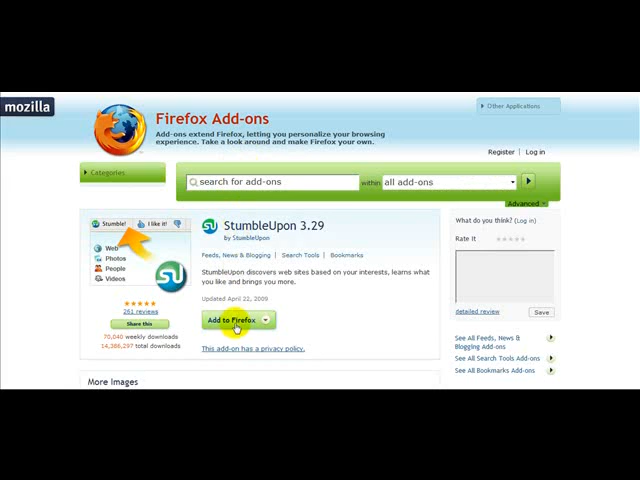 mozilla
Other Applications
Firefox Add-ons
Add-ons extend Firefox, letting you personalize your browsing
experience. Take a look around and make Firefox your own.
Register | Log in
Categories
search for add-ons within all add-ons
Advanced
Stumble! I like it!
Web
Photos
People
Videos
261 reviews
Share this
70,040 weekly downloads
14,386,297 total downloads
StumbleUpon 3.29
by StumbleUpon
Feeds, News & Blogging | Search Tools | Bookmarks
StumbleUpon discovers web sites based on your interests, learns what
you like and brings you more.
Updated April 22, 2009
Add to Firefox
This add-on has a privacy policy.
What do you think? (Log in)
Rate It
detailed review Save
See All Feeds, News &
Blogging Add-ons
See All Search Tools Add-ons
See All Bookmarks Add-ons
More Images